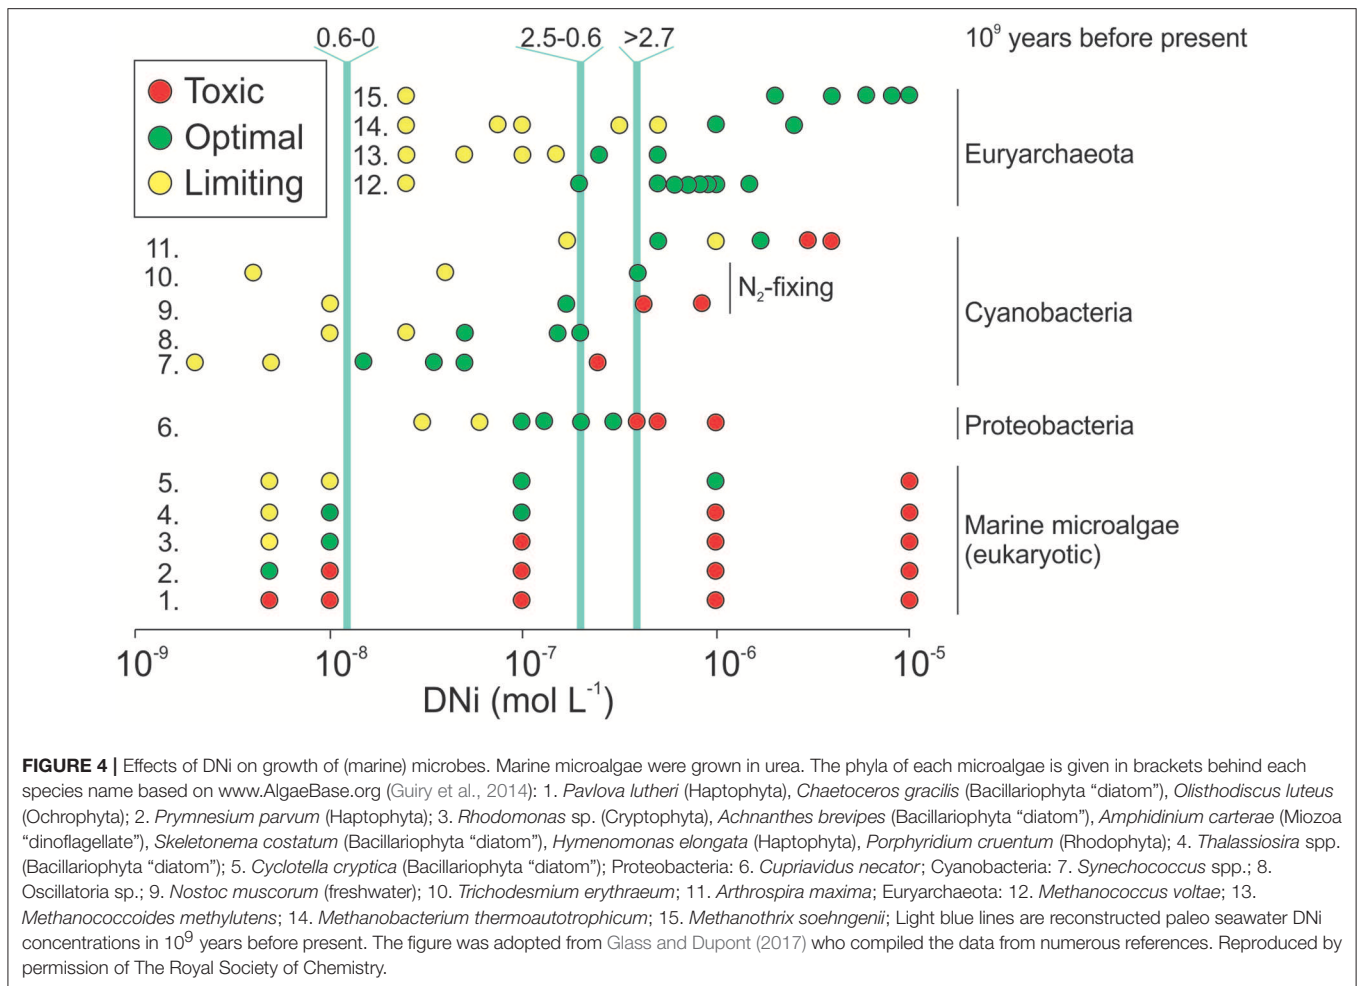 0.6-0 2.5-0.6 >2.7 10⁹ years before present
Toxic
Optimal
Limiting
15.
14.
13.
12.
Euryarchaeota
11.
10.
9.
8.
7.
N₂-fixing
Cyanobacteria
6.
Proteobacteria
5.
4.
3.
2.
1.
Marine microalgae
(eukaryotic)
10⁻⁹ 10⁻⁸ 10⁻⁷ 10⁻⁶ 10⁻⁵
DNi (mol L⁻¹)
FIGURE 4 | Effects of DNi on growth of (marine) microbes. Marine microalgae were grown in urea. The phyla of each microalgae is given in brackets behind each
species name based on www.AlgaeBase.org (Guiry et al., 2014): 1. Pavlova lutheri (Haptophyta), Chaetoceros gracilis (Bacillariophyta “diatom”), Olisthodiscus luteus
(Ochrophyta); 2. Prymnesium parvum (Haptophyta); 3. Rhodomonas sp. (Cryptophyta), Achnanthes brevipes (Bacillariophyta “diatom”), Amphidinium carterae (Miozoa
“dinoflagellate”), Skeletonema costatum (Bacillariophyta “diatom”), Hymenomonas elongata (Haptophyta), Porphyridium cruentum (Rhodophyta); 4. Thalassiosira spp.
(Bacillariophyta “diatom”); 5. Cyclotella cryptica (Bacillariophyta “diatom”); Proteobacteria: 6. Cupriavidus necator; Cyanobacteria: 7. Synechococcus spp.; 8.
Oscillatoria sp.; 9. Nostoc muscorum (freshwater); 10. Trichodesmium erythraeum; 11. Arthrospira maxima; Euryarchaeota: 12. Methanococcus voltae; 13.
Methanococcoides methylutens; 14. Methanobacterium thermoautotrophicum; 15. Methanothrix soehngenii; Light blue lines are reconstructed paleo seawater DNi
concentrations in 10⁹ years before present. The figure was adopted from Glass and Dupont (2017) who compiled the data from numerous references. Reproduced by
permission of The Royal Society of Chemistry.